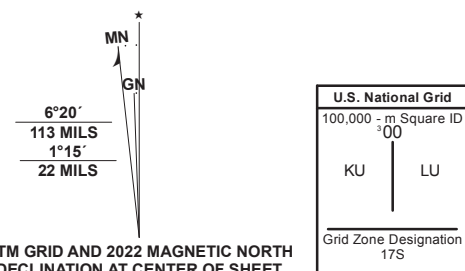 ★
MN
GN
6°20´
113 MILS
1°15´
22 MILS
TM GRID AND 2022 MAGNETIC NORTH
DECLINATION AT CENTER OF SHEET
U.S. National Grid
100,000 - m Square ID
³00
KU LU
Grid Zone Designation
17S